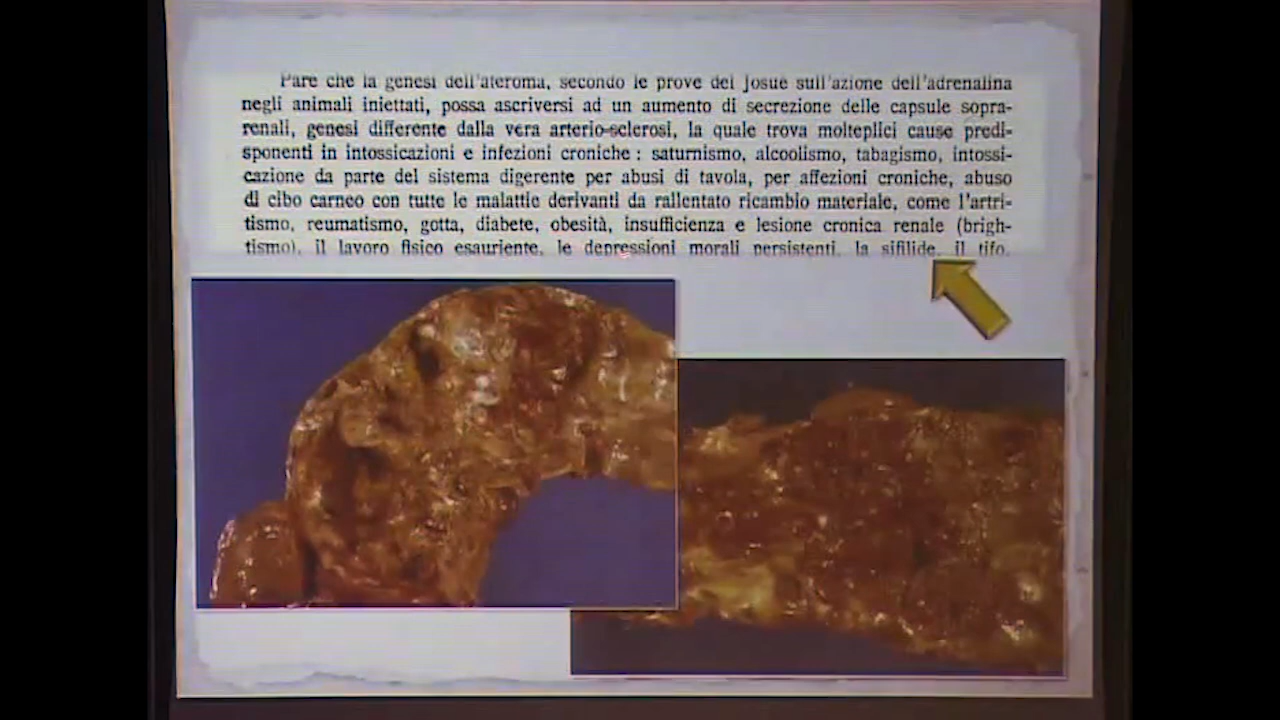 Pare che la genesi dell'ateroma, secondo le prove del Josué sull'azione dell'adrenalina
negli animali iniettati, possa ascriversi ad un aumento di secrezione delle capsule sopra-
renali, genesi differente dalla vera arterio-sclerosi, la quale trova molteplici cause predi-
sponenti in intossicazioni e infezioni croniche : saturnismo, alcoolismo, tabagismo, intossi-
cazione da parte del sistema digerente per abusi di tavola, per affezioni croniche, abuso
di cibo carneo con tutte le malattie derivanti da rallentato ricambio materiale, come l'artri-
tismo, reumatismo, gotta, diabete, obesità, insufficienza e lesione cronica renale (brigh-
tismo), il lavoro fisico esauriente, le depressioni morali persistenti, la sifilide, il tifo,